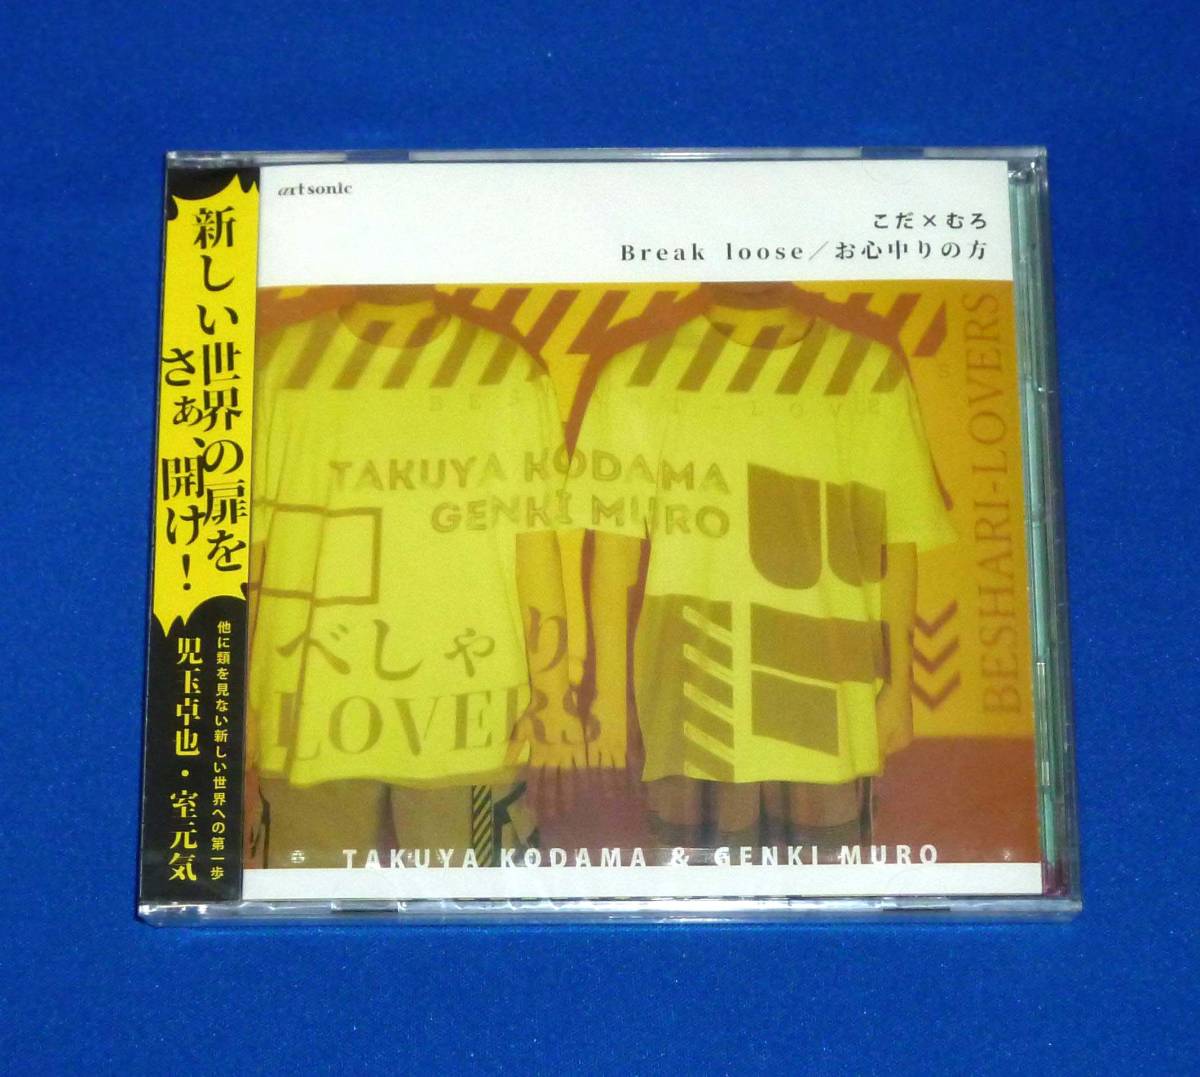 新しい世界の扉を
さぁ、開け！
他に類を見ない新しい世界への第一歩
児玉卓也・室元気
artsonic
こだ×むろ
Break loose／お心中りの方
BESHARI-LOVERS
TAKUYA KODAMA
GENKI MURO
べしゃり
LOVERS
TAKUYA KODAMA & GENKI MURO